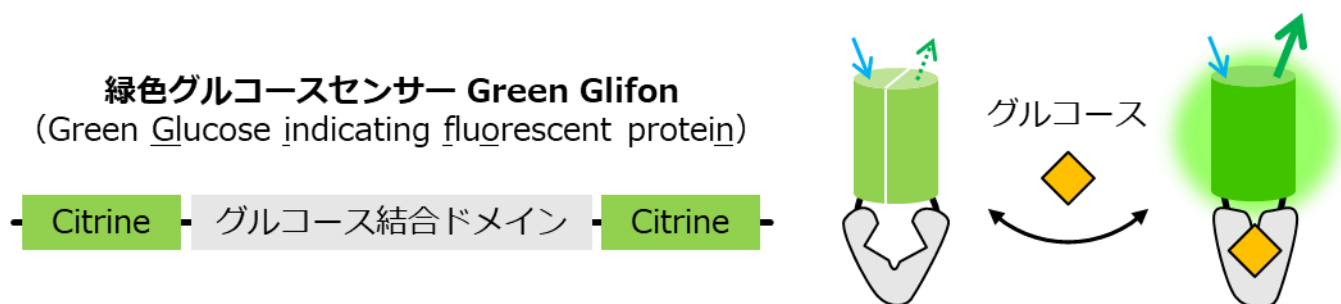 緑色グルコースセンサー Green Glifon
（Green Glucose indicating fluorescent protein）
Citrine グルコース結合ドメイン Citrine
グルコース